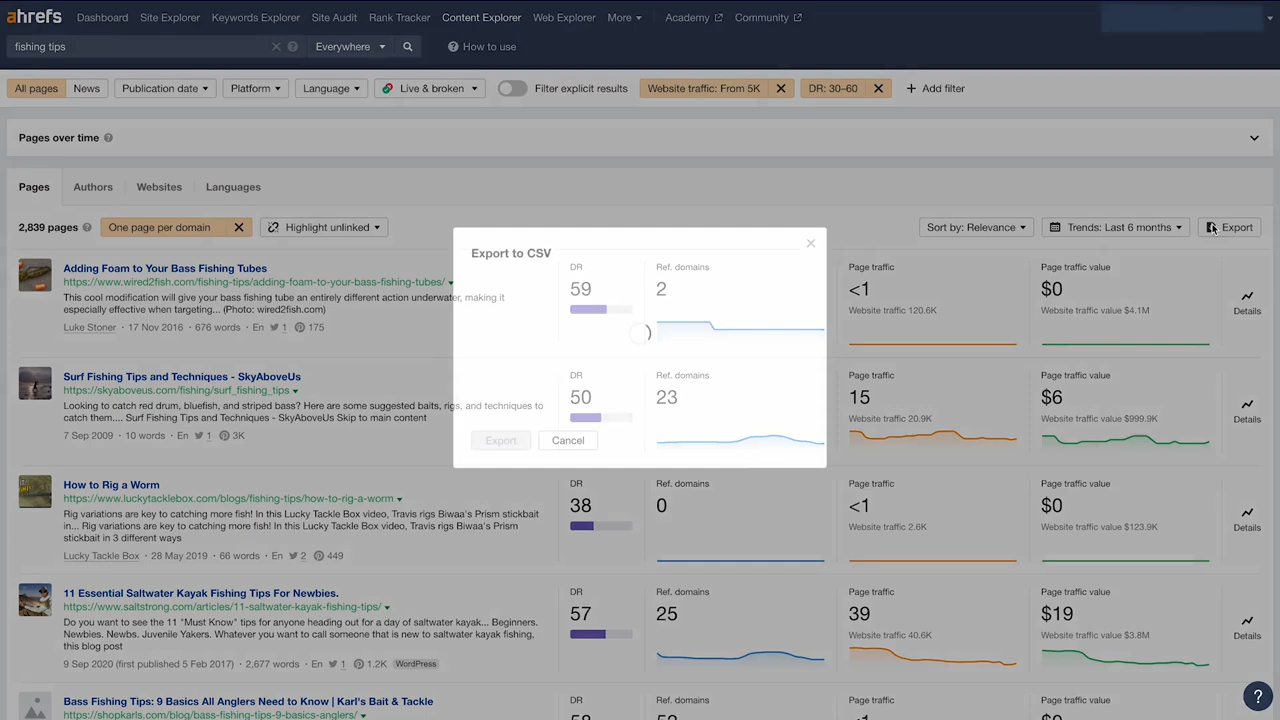 ahrefs Dashboard Site Explorer Keywords Explorer Site Audit Rank Tracker Content Explorer Web Explorer More Academy Community
fishing tips Everywhere How to use
All pages News Publication date Platform Language Live & broken Filter explicit results Website traffic: From 5K DR: 30–60 Add filter
Pages over time
Pages Authors Websites Languages
2,839 pages One page per domain Highlight unlinked Sort by: Relevance Trends: Last 6 months Export
Export to CSV
Adding Foam to Your Bass Fishing Tubes
https://www.wired2fish.com/fishing-tips/adding-foam-to-your-bass-fishing-tubes/
This cool modification will give your bass fishing tube an entirely different action underwater, making it
especially effective when targeting... (Photo: wired2fish.com)
Luke Stoner · 17 Nov 2016 · 676 words · En 1 175
DR
59
Ref. domains
2
Page traffic
<1
Website traffic 120.6K
Page traffic value
$0
Website traffic value $4.1M
Details
Surf Fishing Tips and Techniques - SkyAboveUs
https://skyaboveus.com/fishing/surf_fishing_tips
Looking to catch red drum, bluefish, and striped bass? Here are some suggested baits, rigs, and techniques to
catch them.... Surf Fishing Tips and Techniques - SkyAboveUs Skip to main content
7 Sep 2009 · 10 words · En 1 3K
DR
50
Ref. domains
23
Page traffic
15
Website traffic 20.9K
Page traffic value
$6
Website traffic value $999.9K
Details
Export Cancel
How to Rig a Worm
https://www.luckytacklebox.com/blogs/fishing-tips/how-to-rig-a-worm
Rig variations are key to catching more fish! In this Lucky Tackle Box video, Travis rigs Biwaa's Prism stickbait
in... Rig variations are key to catching more fish! In this Lucky Tackle Box video, Travis rigs Biwaa's Prism
stickbait in 3 different ways
Lucky Tackle Box · 28 May 2019 · 66 words · En 2 449
DR
38
Ref. domains
0
Page traffic
<1
Website traffic 2.6K
Page traffic value
$0
Website traffic value $123.9K
Details
11 Essential Saltwater Kayak Fishing Tips For Newbies.
https://www.saltstrong.com/articles/11-saltwater-kayak-fishing-tips/
Do you want to see the 11 "Must Know" tips for anyone heading out for a day of saltwater kayak... Beginners.
Newbies. Newbs. Juvenile Yakers. Whatever you want to call someone that is new to saltwater kayak fishing,
this blog post
9 Sep 2020 (first published 5 Feb 2017) · 2,677 words · En 1 1.2K WordPress
DR
57
Ref. domains
25
Page traffic
39
Website traffic 40.6K
Page traffic value
$19
Website traffic value $3.8M
Details
Bass Fishing Tips: 9 Basics All Anglers Need to Know | Karl's Bait & Tackle
https://shopkarls.com/blog/bass-fishing-tips-9-basics-anglers/
DR
Ref. domains
Page traffic
Page traffic value